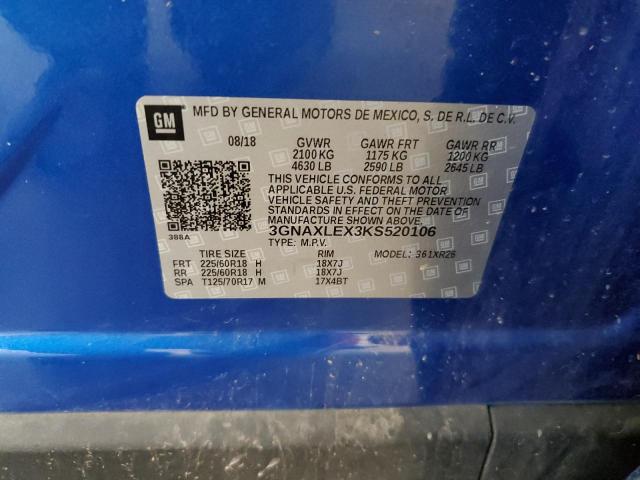 GM
MFD BY GENERAL MOTORS DE MEXICO, S. DE R.L. DE C.V.
08/18 GVWR GAWR FRT GAWR RR
2100 KG 1175 KG 1200 KG
4630 LB 2590 LB 2645 LB
THIS VEHICLE CONFORMS TO ALL
APPLICABLE U.S. FEDERAL MOTOR
VEHICLE SAFETY AND THEFT PREVENTION
STANDARDS IN EFFECT ON THE DATE OF
MANUFACTURE SHOWN ABOVE.
388A 3GNAXLEX3KS520106
TYPE: M.P.V. MODEL: 361XR26
TIRE SIZE RIM
FRT 225/60R18 H 18X7J
RR 225/60R18 H 18X7J
SPA T125/70R17 M 17X4BT